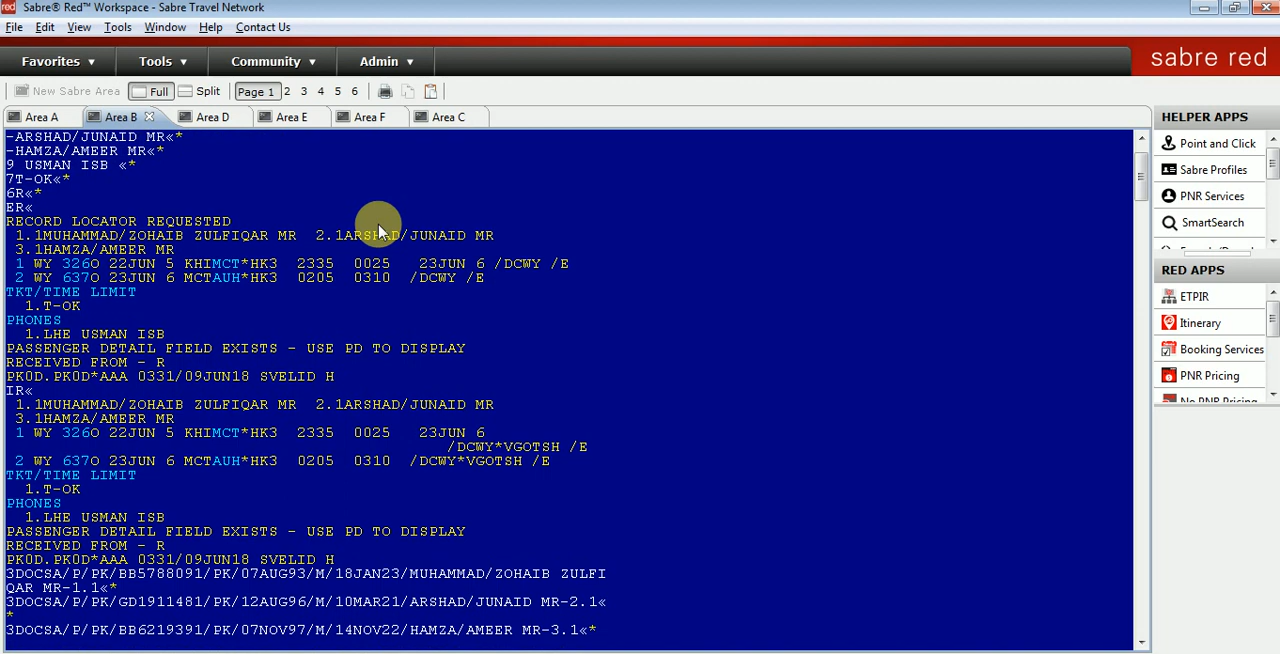 red Sabre® Red™ Workspace - Sabre Travel Network
File Edit View Tools Window Help Contact Us
Favorites ▼ Tools ▼ Community ▼ Admin ▼ sabre red
New Sabre Area Full Split Page 1 2 3 4 5 6
Area A Area B Area D Area E Area F Area C
-ARSHAD/JUNAID MR«*
-HAMZA/AMEER MR«*
9 USMAN ISB «*
7T-OK«*
6R«*
ER«
RECORD LOCATOR REQUESTED
1.1MUHAMMAD/ZOHAIB ZULFIQAR MR 2.1ARSHAD/JUNAID MR
3.1HAMZA/AMEER MR
1 WY 326O 22JUN 5 KHIMCT*HK3 2335 0025 23JUN 6 /DCWY /E
2 WY 637O 23JUN 6 MCTAUH*HK3 0205 0310 /DCWY /E
TKT/TIME LIMIT
1.T-OK
PHONES
1.LHE USMAN ISB
PASSENGER DETAIL FIELD EXISTS - USE PD TO DISPLAY
RECEIVED FROM - R
PK0D.PK0D*AAA 0331/09JUN18 SVELID H
IR«
1.1MUHAMMAD/ZOHAIB ZULFIQAR MR 2.1ARSHAD/JUNAID MR
3.1HAMZA/AMEER MR
1 WY 326O 22JUN 5 KHIMCT*HK3 2335 0025 23JUN 6
/DCWY*VGOTSH /E
2 WY 637O 23JUN 6 MCTAUH*HK3 0205 0310 /DCWY*VGOTSH /E
TKT/TIME LIMIT
1.T-OK
PHONES
1.LHE USMAN ISB
PASSENGER DETAIL FIELD EXISTS - USE PD TO DISPLAY
RECEIVED FROM - R
PK0D.PK0D*AAA 0331/09JUN18 SVELID H
3DOCSA/P/PK/BB5788091/PK/07AUG93/M/18JAN23/MUHAMMAD/ZOHAIB ZULFI
QAR MR-1.1«*
3DOCSA/P/PK/GD1911481/PK/12AUG96/M/10MAR21/ARSHAD/JUNAID MR-2.1«
*
3DOCSA/P/PK/BB6219391/PK/07NOV97/M/14NOV22/HAMZA/AMEER MR-3.1«*
HELPER APPS
Point and Click
Sabre Profiles
PNR Services
SmartSearch
RED APPS
ETPIR
Itinerary
Booking Services
PNR Pricing
No PNR Pricing